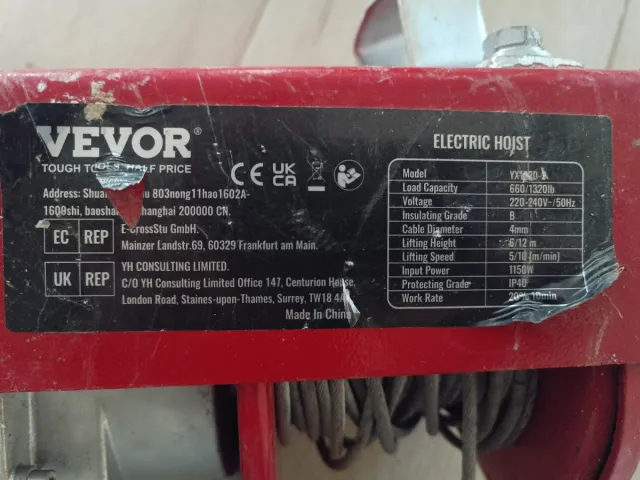 VEVOR®
TOUGH TOOLS, HALF PRICE
Address: 803nong11hao1602A-
1609shi, baosha Shanghai 200000 CN.
EC REP
E-CrossStu GmbH.
Mainzer Landstr.69, 60329 Frankfurt am Main.
UK REP
YH CONSULTING LIMITED.
C/O YH Consulting Limited Office 147, Centurion House,
London Road, Staines-upon-Thames, Surrey, TW18 4A
Made In China
CE UK CA
ELECTRIC HOIST
Model
Load Capacity 660/1320lb
Voltage 220-240V~/50Hz
Insulating Grade B
Cable Diameter 4mm
Lifting Height 6/12 m
Lifting Speed 5/10 (m/min)
Input Power 1150W
Protecting Grade IP40
Work Rate 20% 10min